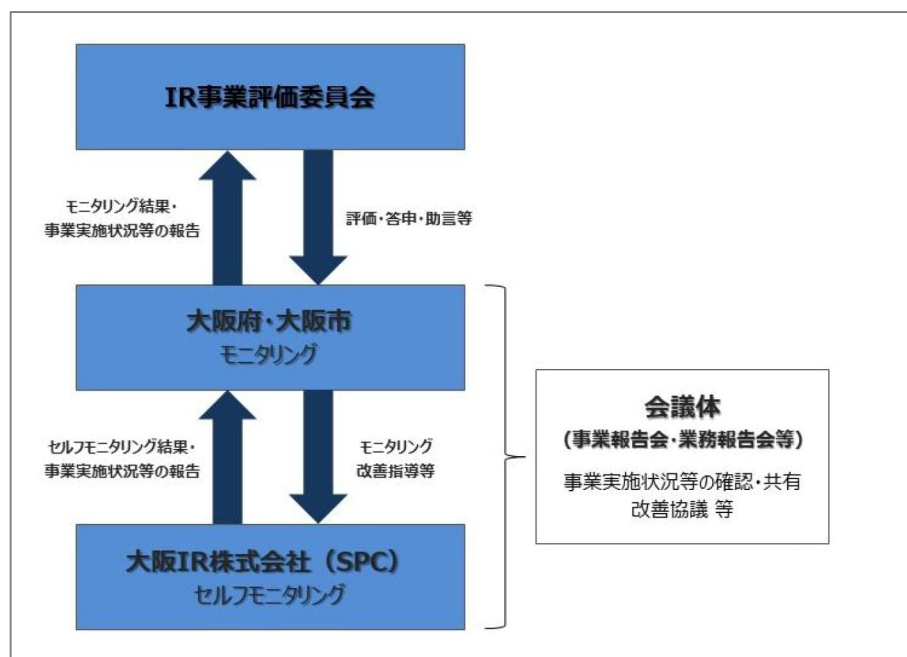 IR事業評価委員会
モニタリング結果・
事業実施状況等の報告
評価・答申・助言等
大阪府・大阪市
モニタリング
セルフモニタリング結果・
事業実施状況等の報告
モニタリング
改善指導等
大阪IR株式会社（SPC）
セルフモニタリング
会議体
（事業報告会・業務報告会等）
事業実施状況等の確認・共有
改善協議 等